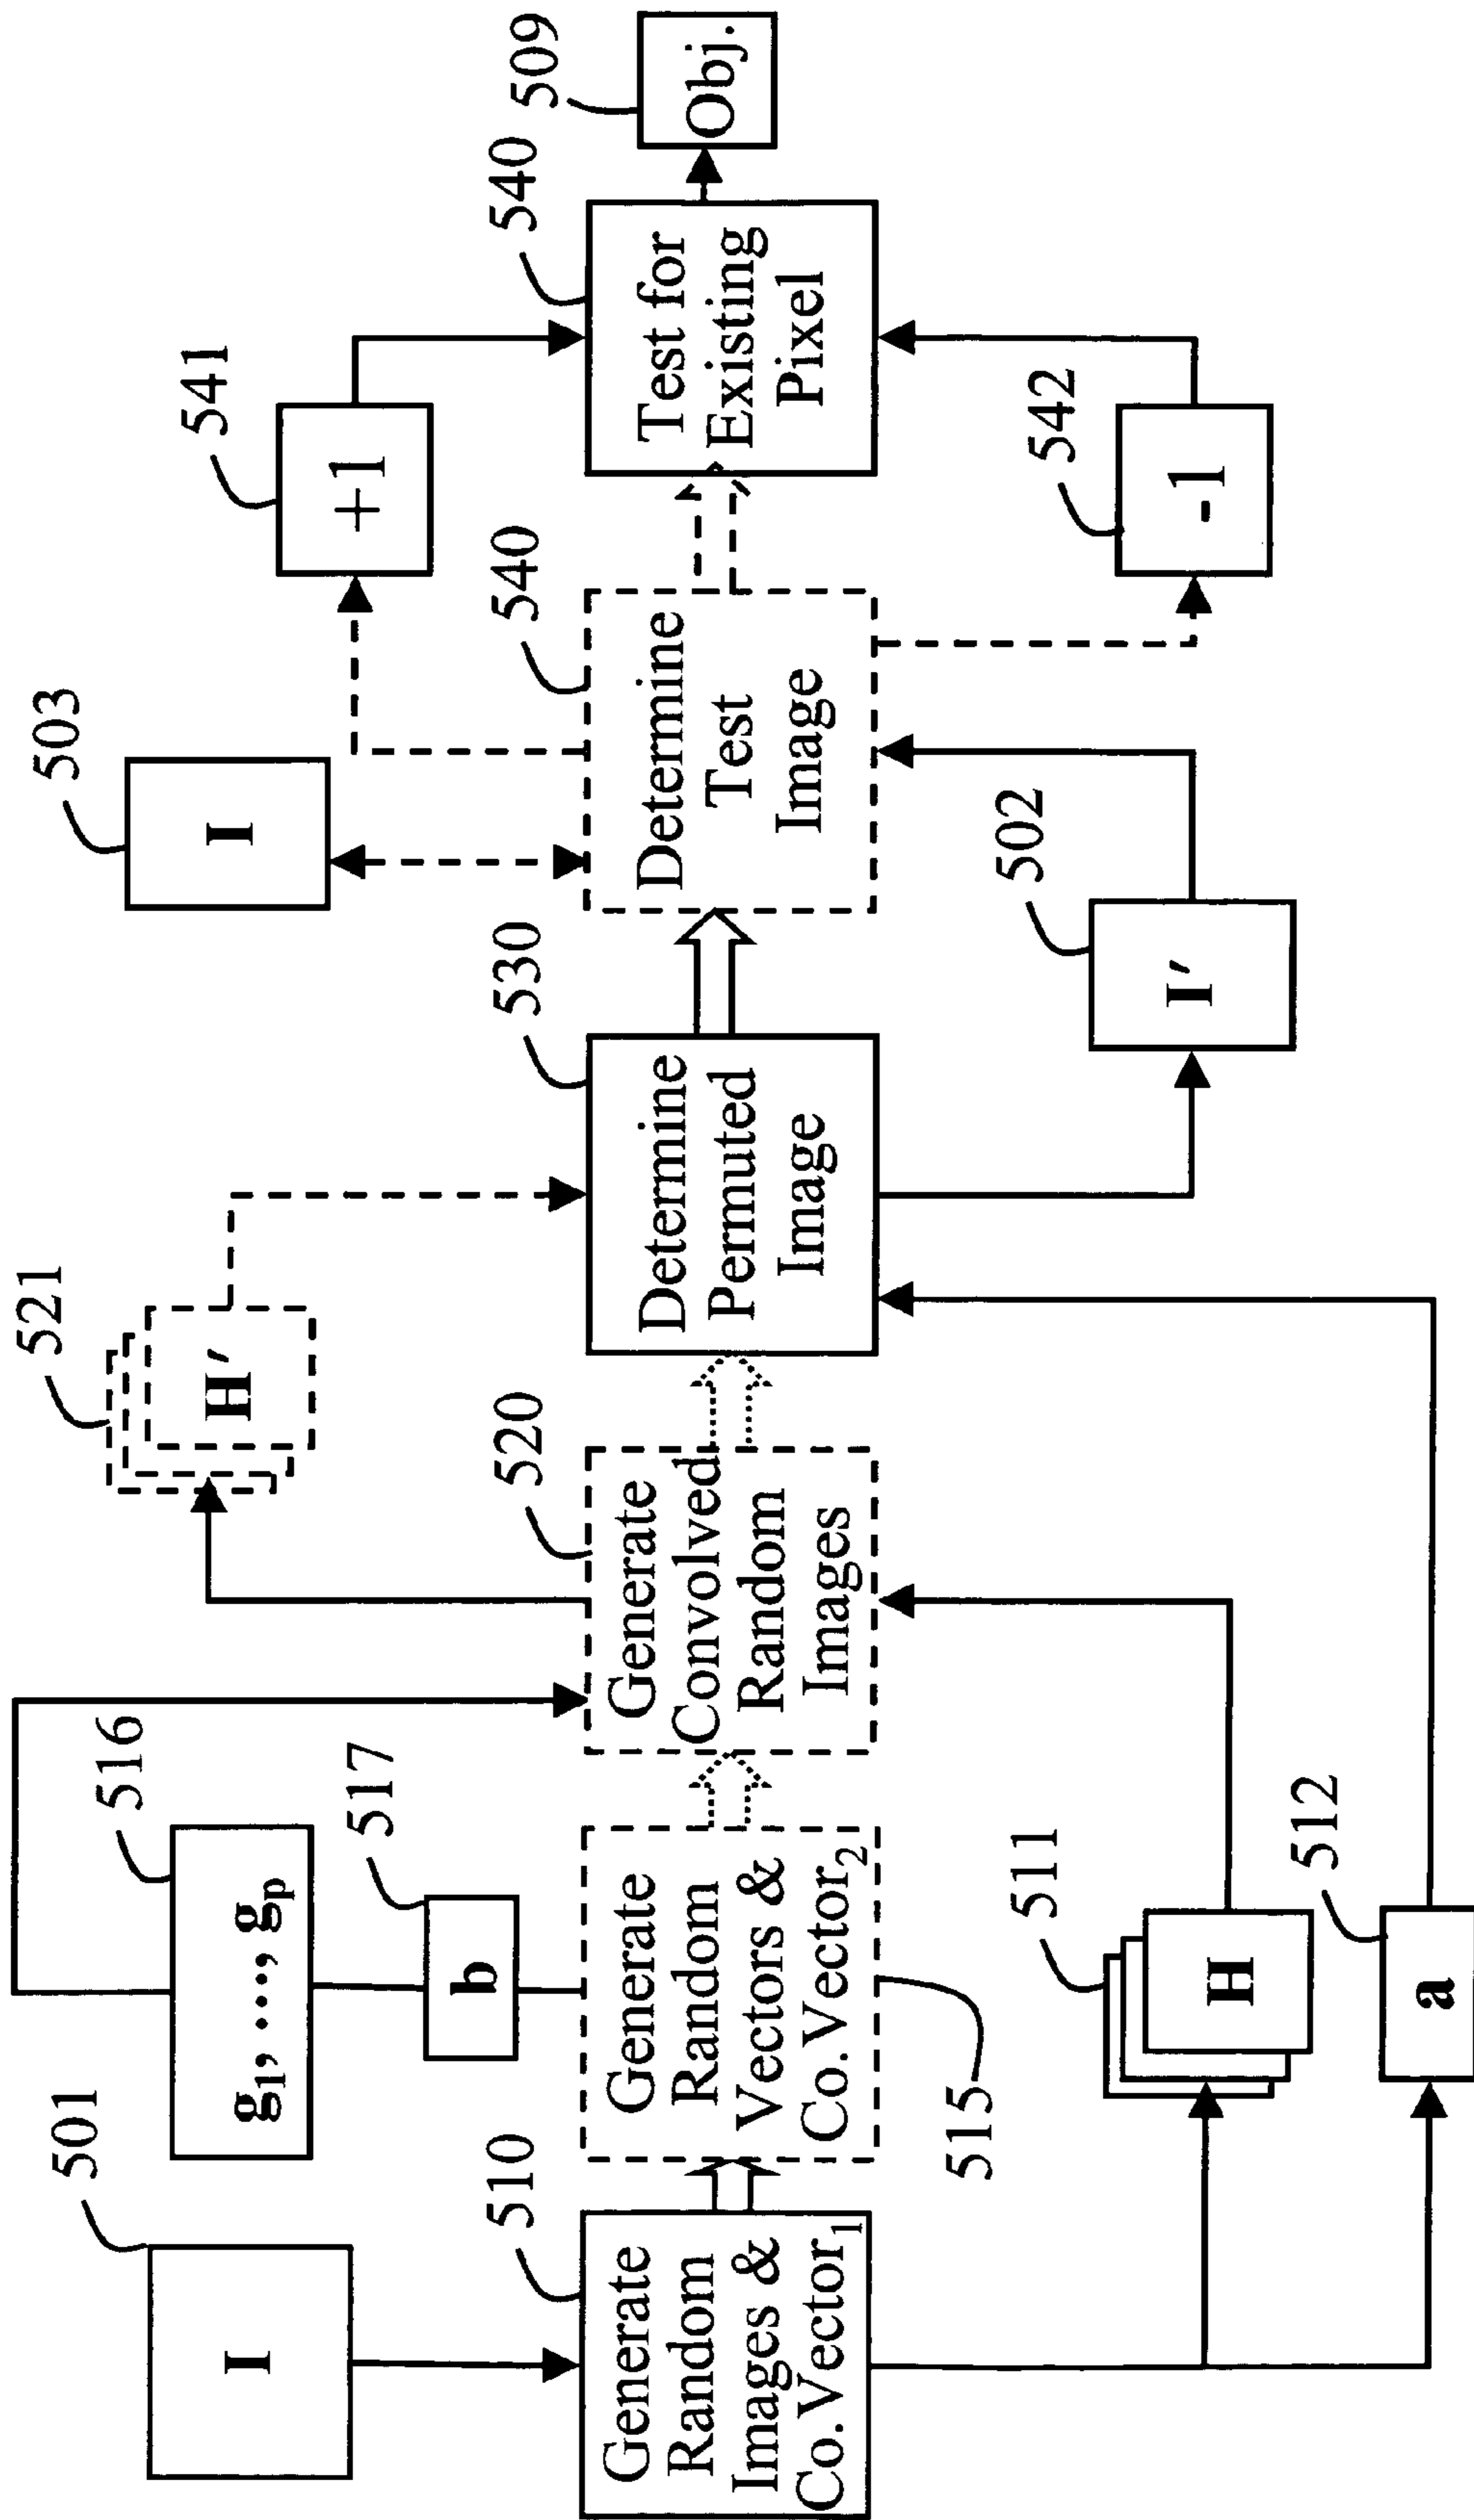 501
I
516
g1, ..., gp
517
b
521
H′
503
I
541
+1
510
Generate
Random
Images &
Co.Vector1
Generate
Random
Vectors &
Co.Vector2
515
520
Generate
Convolved
Random
Images
530
Determine
Permuted
Image
540
Determine
Test
Image
540
Test for
Existing
Pixel
509
Obj.
511
H
512
a
502
I′
542
-1